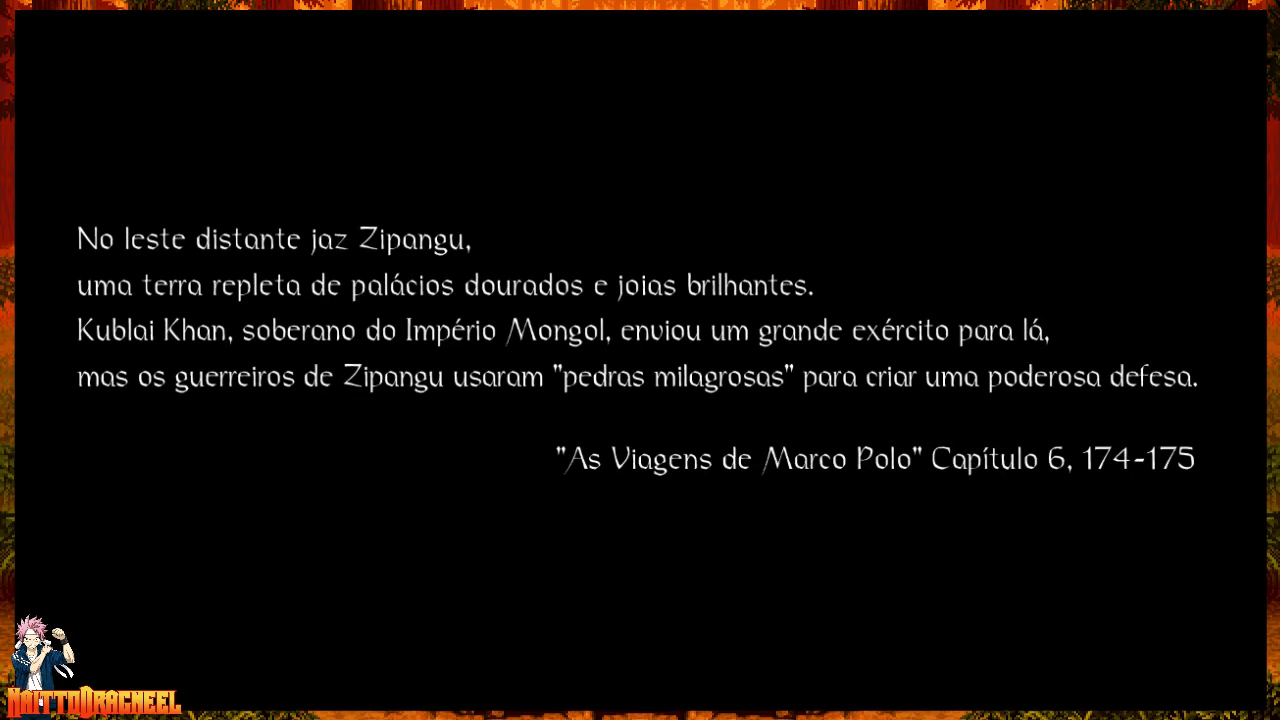 No leste distante jaz Zipangu,
uma terra repleta de palácios dourados e joias brilhantes.
Kublai Khan, soberano do Império Mongol, enviou um grande exército para lá,
mas os guerreiros de Zipangu usaram "pedras milagrosas" para criar uma poderosa defesa.
"As Viagens de Marco Polo" Capítulo 6, 174-175
NaittoDragneel